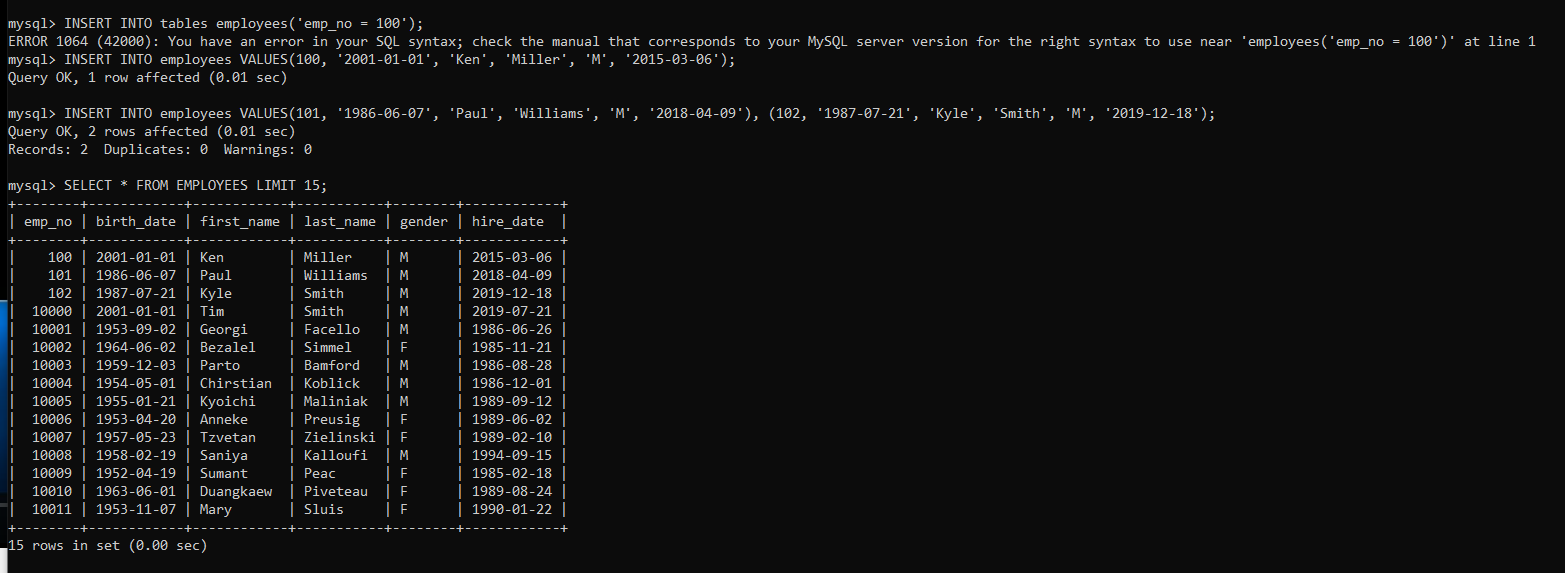 mysql> INSERT INTO tables employees('emp_no = 100');
ERROR 1064 (42000): You have an error in your SQL syntax; check the manual that corresponds to your MySQL server version for the right syntax to use near 'employees('emp_no = 100')' at line 1
mysql> INSERT INTO employees VALUES(100, '2001-01-01', 'Ken', 'Miller', 'M', '2015-03-06');
Query OK, 1 row affected (0.01 sec)

mysql> INSERT INTO employees VALUES(101, '1986-06-07', 'Paul', 'Williams', 'M', '2018-04-09'), (102, '1987-07-21', 'Kyle', 'Smith', 'M', '2019-12-18');
Query OK, 2 rows affected (0.01 sec)
Records: 2  Duplicates: 0  Warnings: 0

mysql> SELECT * FROM EMPLOYEES LIMIT 15;
+--------+------------+------------+-----------+--------+------------+
| emp_no | birth_date | first_name | last_name | gender | hire_date  |
+--------+------------+------------+-----------+--------+------------+
|    100 | 2001-01-01 | Ken        | Miller    | M      | 2015-03-06 |
|    101 | 1986-06-07 | Paul       | Williams  | M      | 2018-04-09 |
|    102 | 1987-07-21 | Kyle       | Smith     | M      | 2019-12-18 |
|  10000 | 2001-01-01 | Tim        | Smith     | M      | 2019-07-21 |
|  10001 | 1953-09-02 | Georgi     | Facello   | M      | 1986-06-26 |
|  10002 | 1964-06-02 | Bezalel    | Simmel    | F      | 1985-11-21 |
|  10003 | 1959-12-03 | Parto      | Bamford   | M      | 1986-08-28 |
|  10004 | 1954-05-01 | Chirstian  | Koblick   | M      | 1986-12-01 |
|  10005 | 1955-01-21 | Kyoichi    | Maliniak  | M      | 1989-09-12 |
|  10006 | 1953-04-20 | Anneke     | Preusig   | F      | 1989-06-02 |
|  10007 | 1957-05-23 | Tzvetan    | Zielinski | F      | 1989-02-10 |
|  10008 | 1958-02-19 | Saniya     | Kalloufi  | M      | 1994-09-15 |
|  10009 | 1952-04-19 | Sumant     | Peac      | F      | 1985-02-18 |
|  10010 | 1963-06-01 | Duangkaew  | Piveteau  | F      | 1989-08-24 |
|  10011 | 1953-11-07 | Mary       | Sluis     | F      | 1990-01-22 |
+--------+------------+------------+-----------+--------+------------+
15 rows in set (0.00 sec)